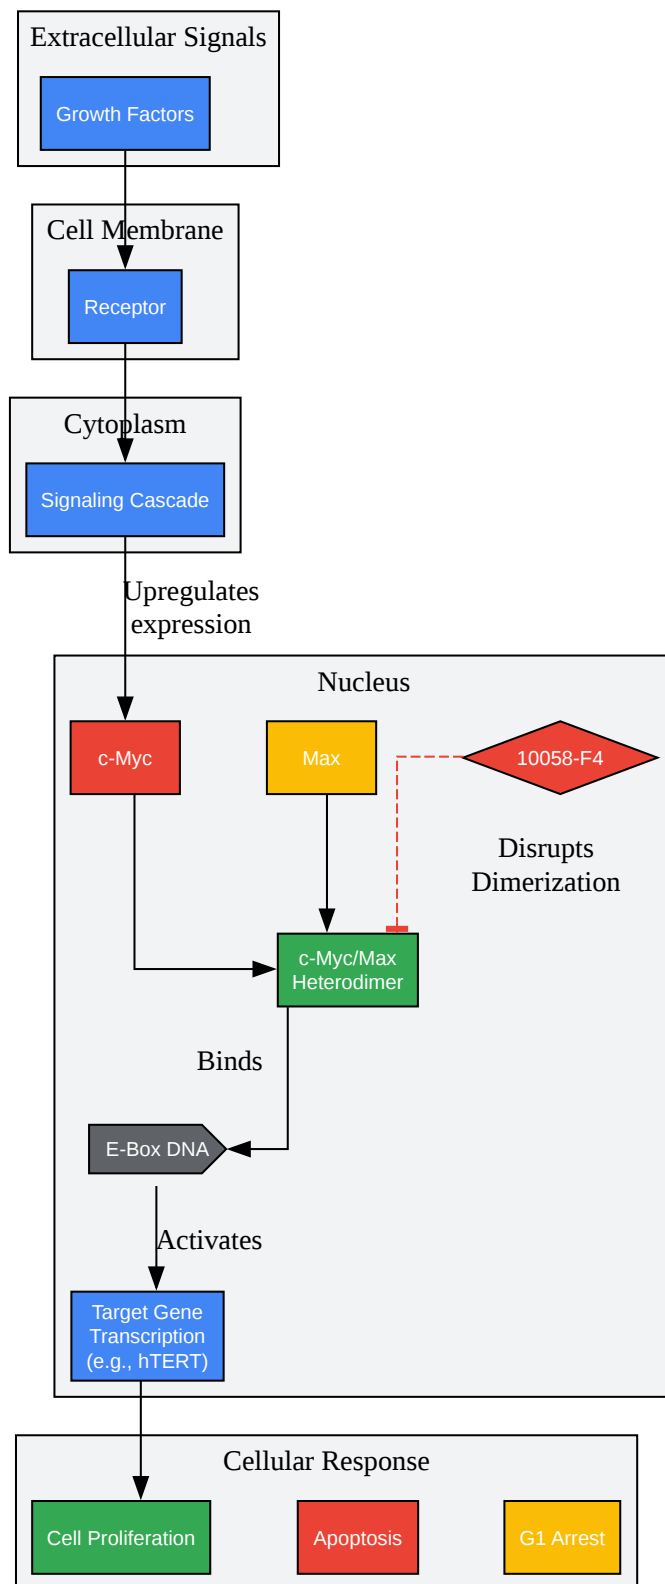 Extracellular Signals
Growth Factors
Cell Membrane
Receptor
Cytoplasm
Signaling Cascade
Upregulates
expression
Nucleus
c-Myc
Max
10058-F4
Disrupts
Dimerization
c-Myc/Max
Heterodimer
Binds
E-Box DNA
Activates
Target Gene
Transcription
(e.g., hTERT)
Cellular Response
Cell Proliferation
Apoptosis
G1 Arrest